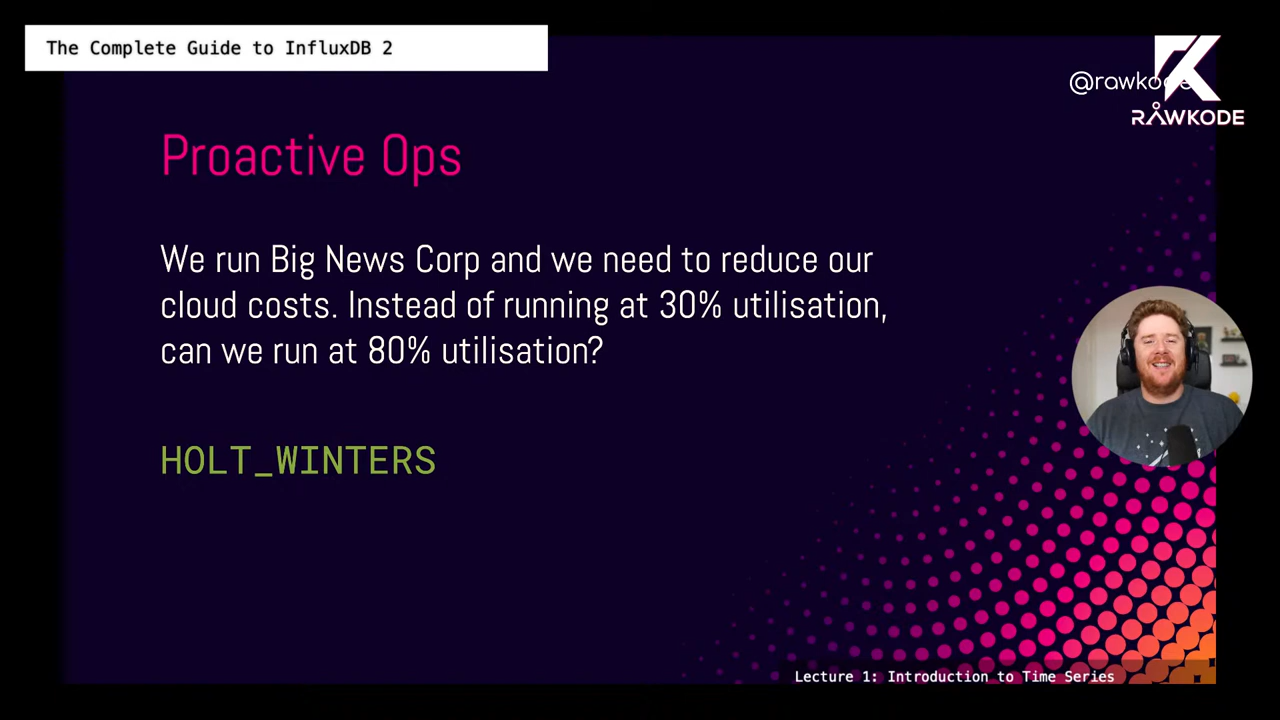 The Complete Guide to InfluxDB 2
@rawkode
RAWKODE
Proactive Ops
We run Big News Corp and we need to reduce our
cloud costs. Instead of running at 30% utilisation,
can we run at 80% utilisation?
HOLT_WINTERS
Lecture 1: Introduction to Time Series